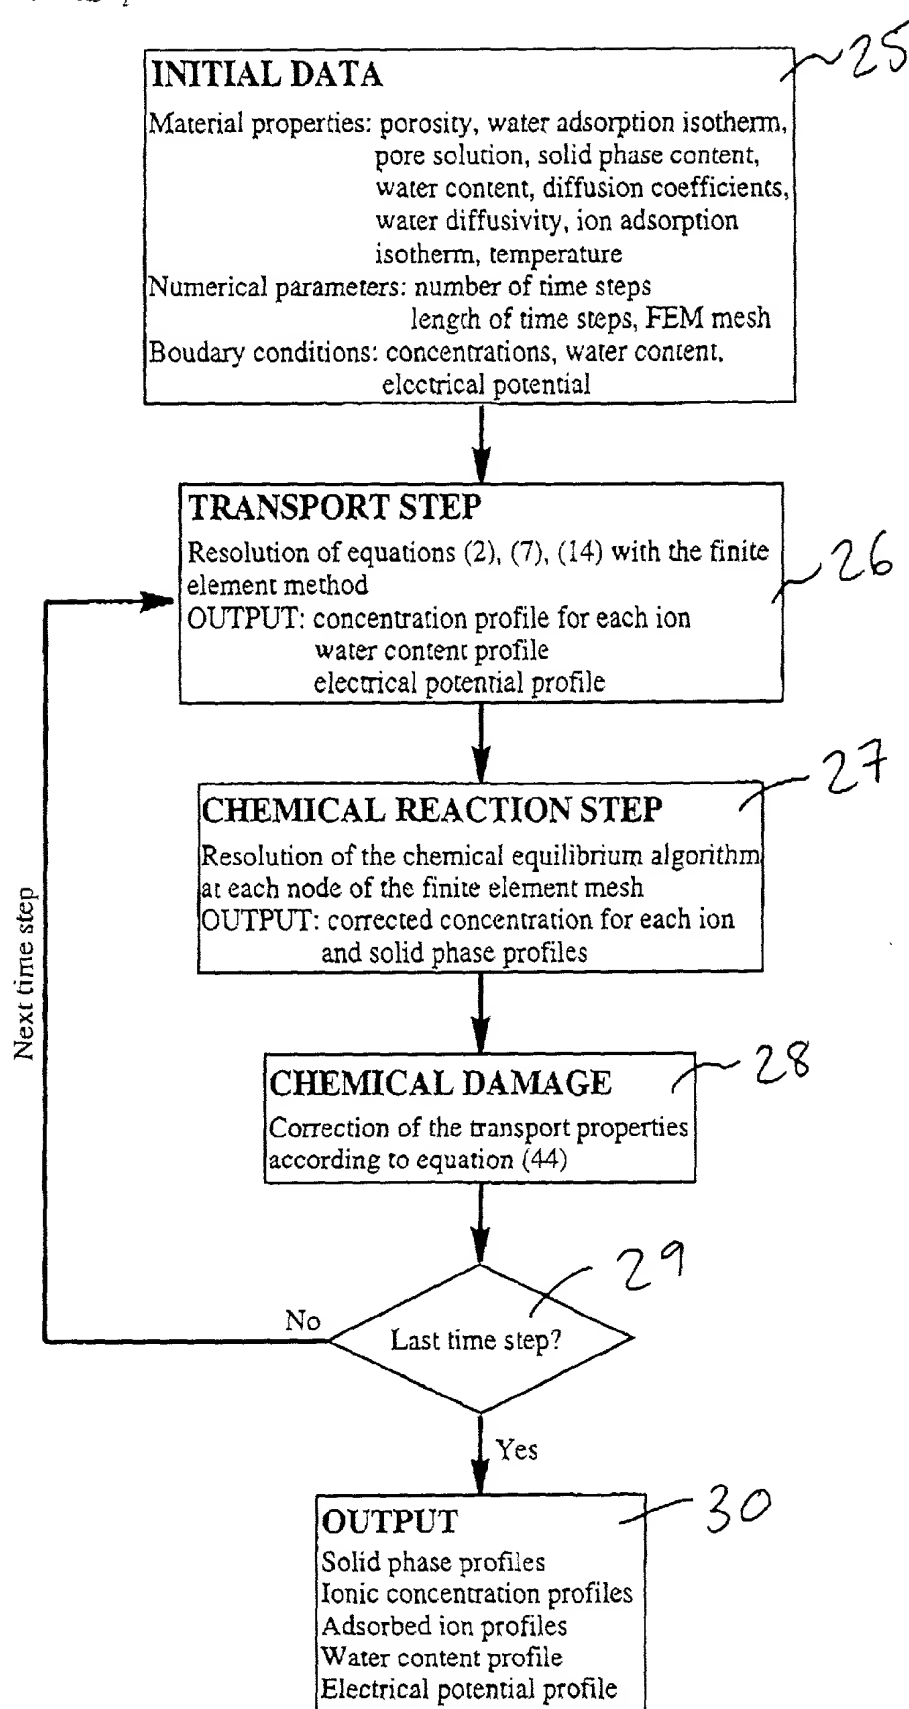 25
INITIAL DATA
Material properties: porosity, water adsorption isotherm,
pore solution, solid phase content,
water content, diffusion coefficients,
water diffusivity, ion adsorption
isotherm, temperature
Numerical parameters: number of time steps
length of time steps, FEM mesh
Boudary conditions: concentrations, water content,
electrical potential
TRANSPORT STEP
Resolution of equations (2), (7), (14) with the finite
element method
OUTPUT: concentration profile for each ion
water content profile
electrical potential profile
26
27
CHEMICAL REACTION STEP
Resolution of the chemical equilibrium algorithm
at each node of the finite element mesh
OUTPUT: corrected concentration for each ion
and solid phase profiles
Next time step
28
CHEMICAL DAMAGE
Correction of the transport properties
according to equation (44)
29
No
Last time step?
Yes
30
OUTPUT
Solid phase profiles
Ionic concentration profiles
Adsorbed ion profiles
Water content profile
Electrical potential profile